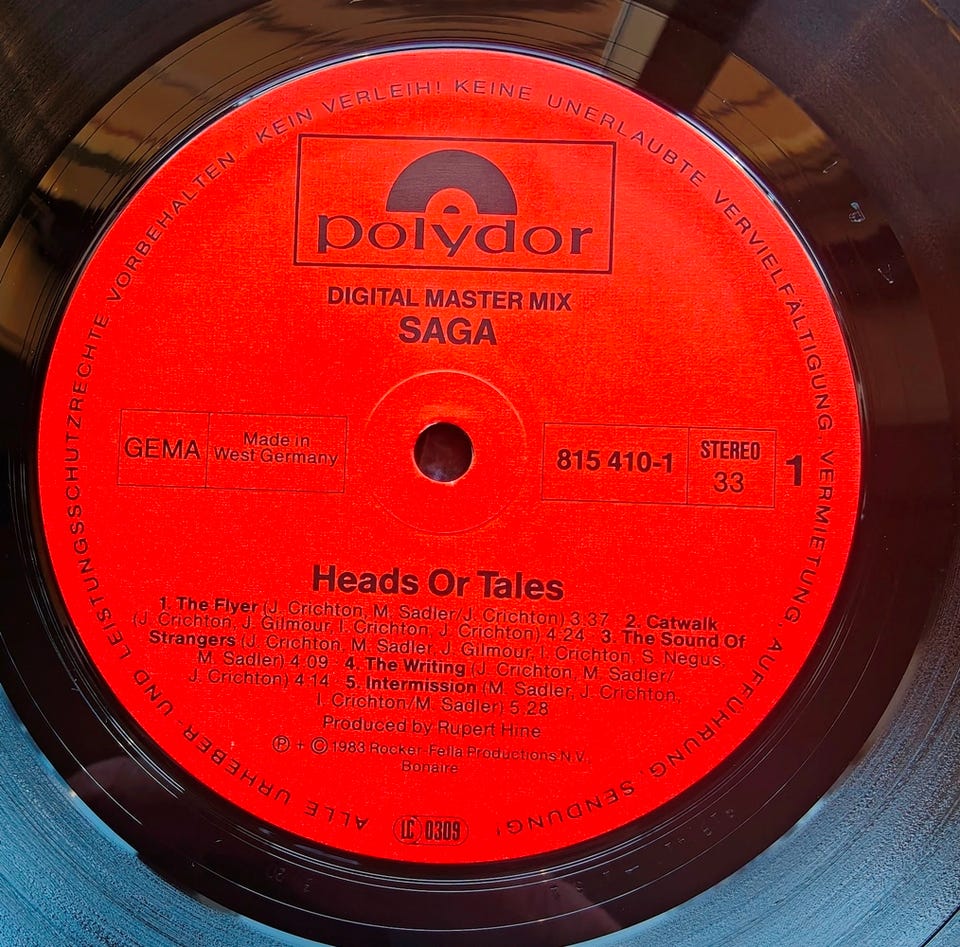 ALLE URHEBER- UND LEISTUNGSSCHUTZRECHTE VORBEHALTEN · KEIN VERLEIH! KEINE UNERLAUBTE VERVIELFÄLTIGUNG, VERMIETUNG, AUFFÜHRUNG, SENDUNG!
polydor
DIGITAL MASTER MIX
SAGA
GEMA
Made in
West Germany
815 410-1
STEREO
33
1
Heads Or Tales
1. The Flyer (J. Crichton, M. Sadler/J. Crichton) 3.37 2. Catwalk
(J. Crichton, J. Gilmour, I. Crichton, J. Crichton) 4.24 3. The Sound Of
Strangers (J. Crichton, M. Sadler, J. Gilmour, I. Crichton, S. Negus,
M. Sadler) 4.09 4. The Writing (J. Crichton, M. Sadler/
J. Crichton) 4.14 5. Intermission (M. Sadler, J. Crichton,
I. Crichton/M. Sadler) 5.28
Produced by Rupert Hine
℗ + © 1983 Rocker Fella Productions N.V.,
Bonaire
LC 0309